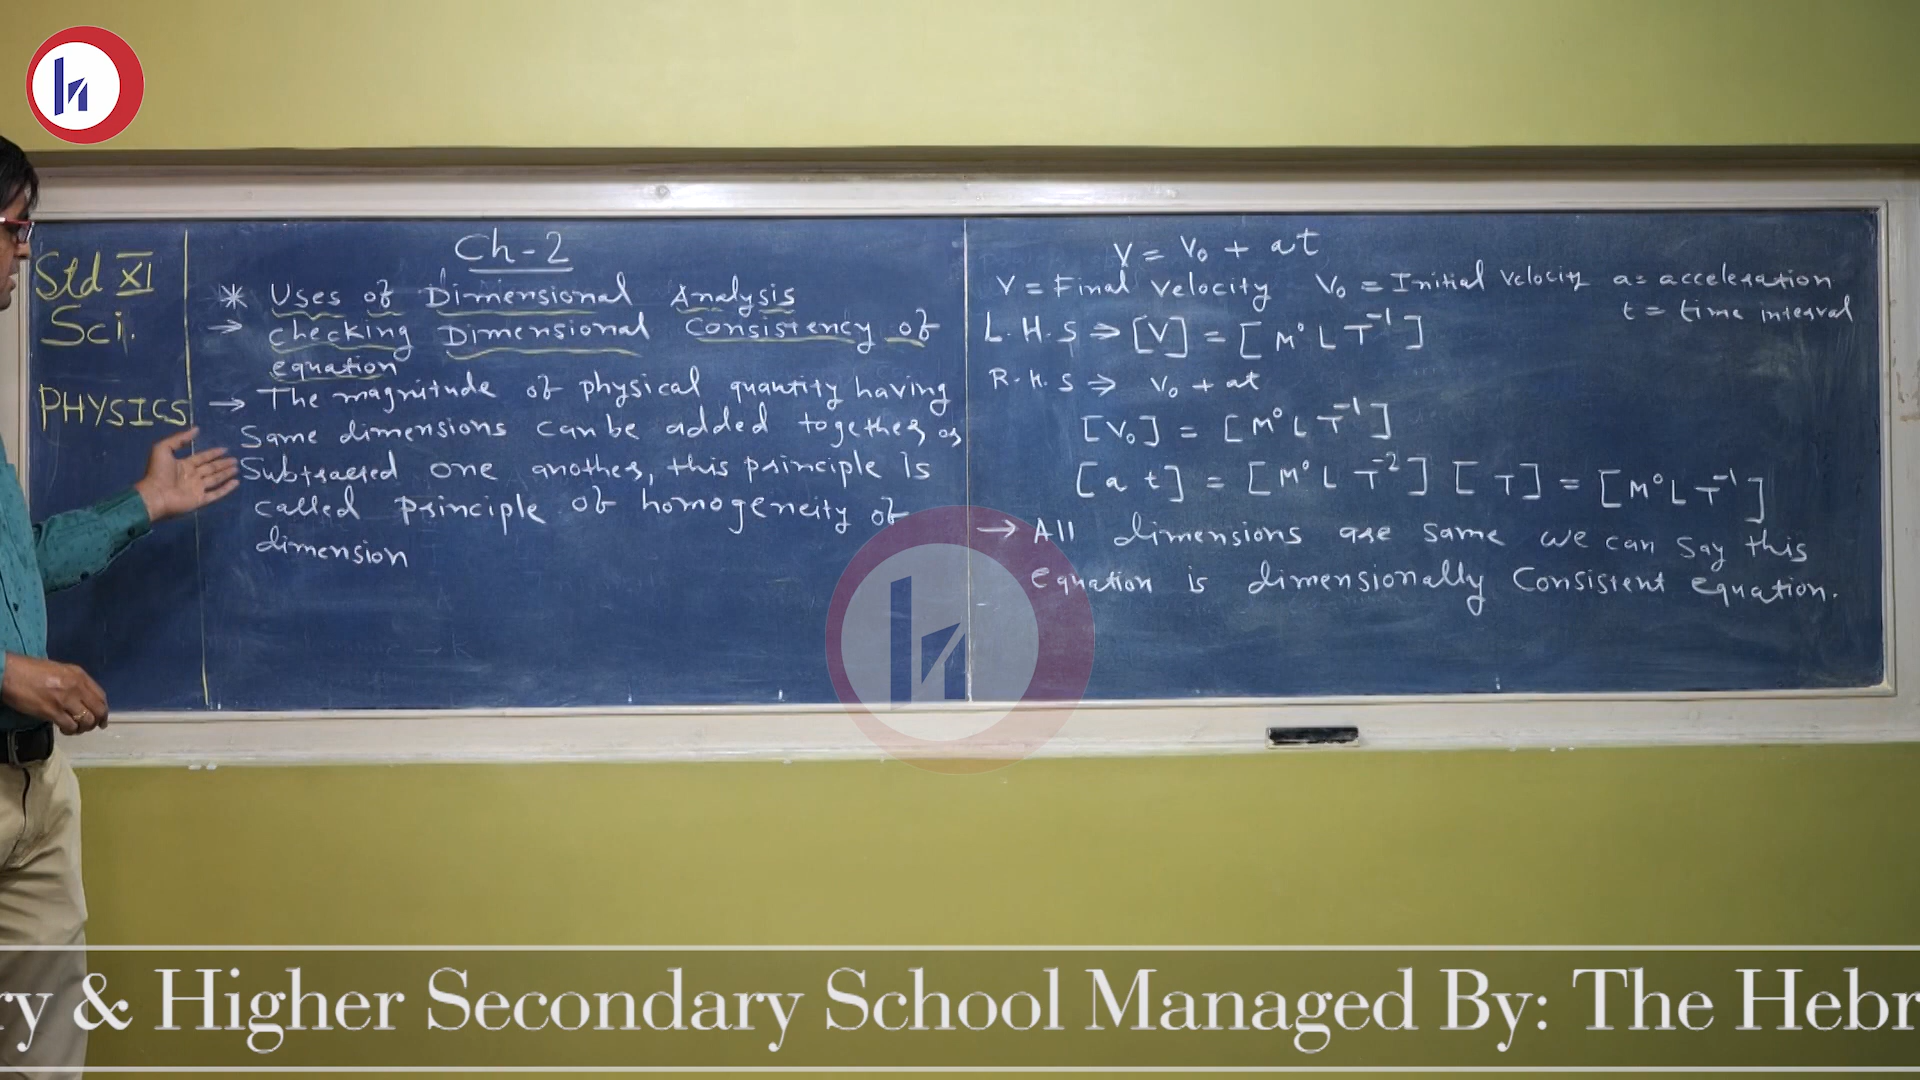 Std XI
Sci.
PHYSICS
Ch-2
* Uses of Dimensional Analysis
→ checking Dimensional Consistency of
equation
→ The magnitude of physical quantity having
Same dimensions can be added together or
Subtracted one another, this principle is
called Principle of homogeneity of
dimension
V = V₀ + at
V = Final Velocity V₀ = Initial Velocity a = acceleration
t = time interval
L.H.S ⇒ [V] = [M⁰ L T⁻¹]
R.H.S ⇒ V₀ + at
[V₀] = [M⁰ L T⁻¹]
[a t] = [M⁰ L T⁻²] [T] = [M⁰ L T⁻¹]
→ All dimensions are same we can say this
equation is dimensionally Consistent equation.
ry & Higher Secondary School Managed By: The Hebr